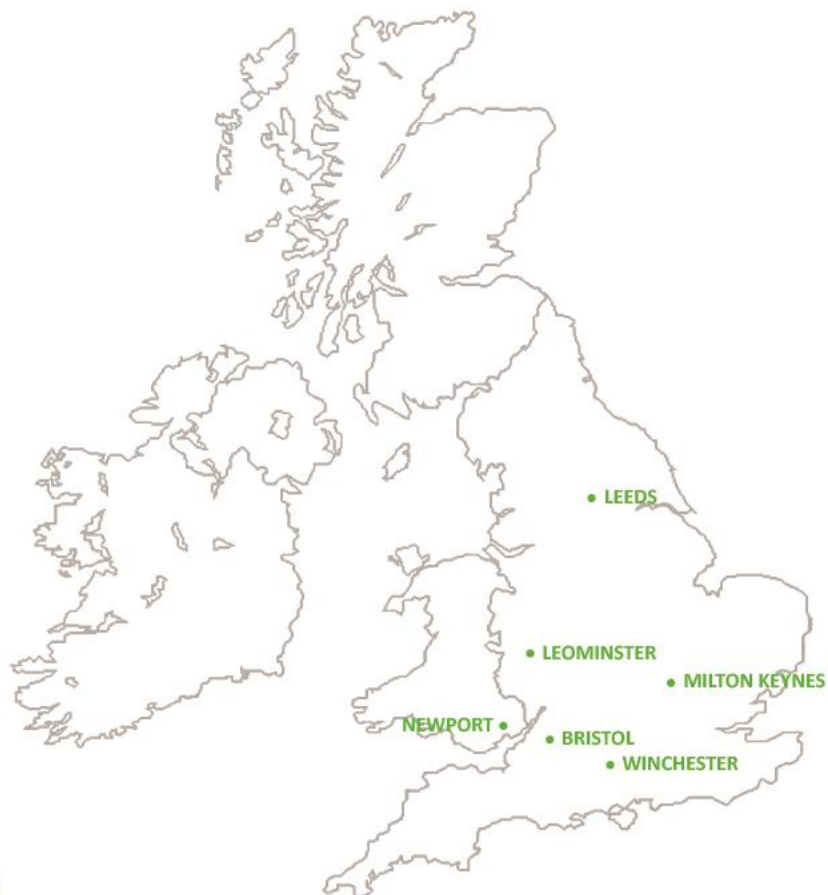 LEEDS
LEOMINSTER
MILTON KEYNES
NEWPORT
BRISTOL
WINCHESTER